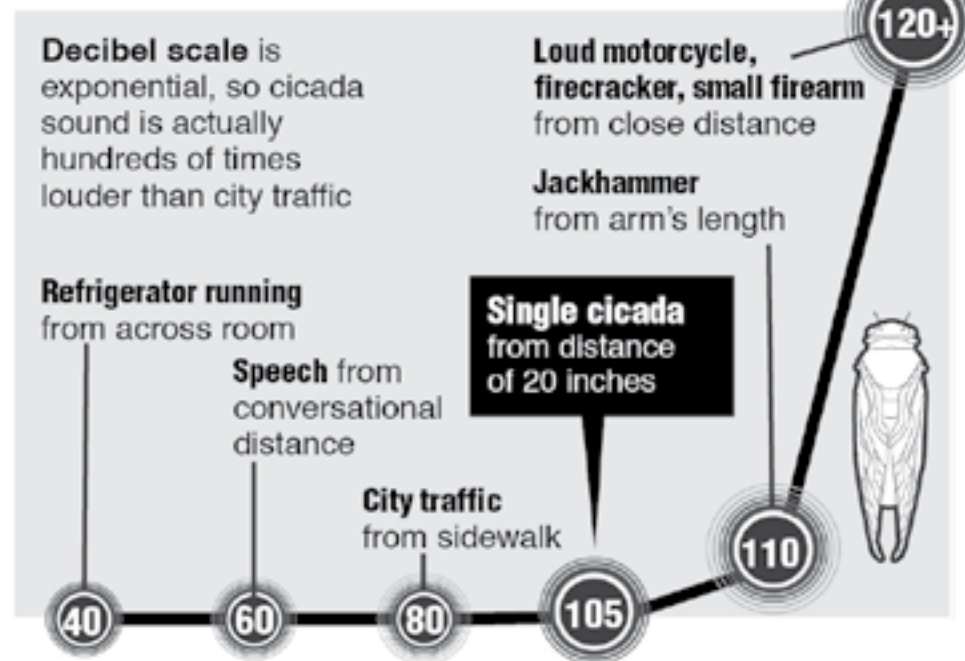 Decibel scale is
exponential, so cicada
sound is actually
hundreds of times
louder than city traffic
120+
Loud motorcycle,
firecracker, small firearm
from close distance
Jackhammer
from arm's length
Refrigerator running
from across room
Speech from
conversational
distance
Single cicada
from distance
of 20 inches
City traffic
from sidewalk
40
60
80
105
110